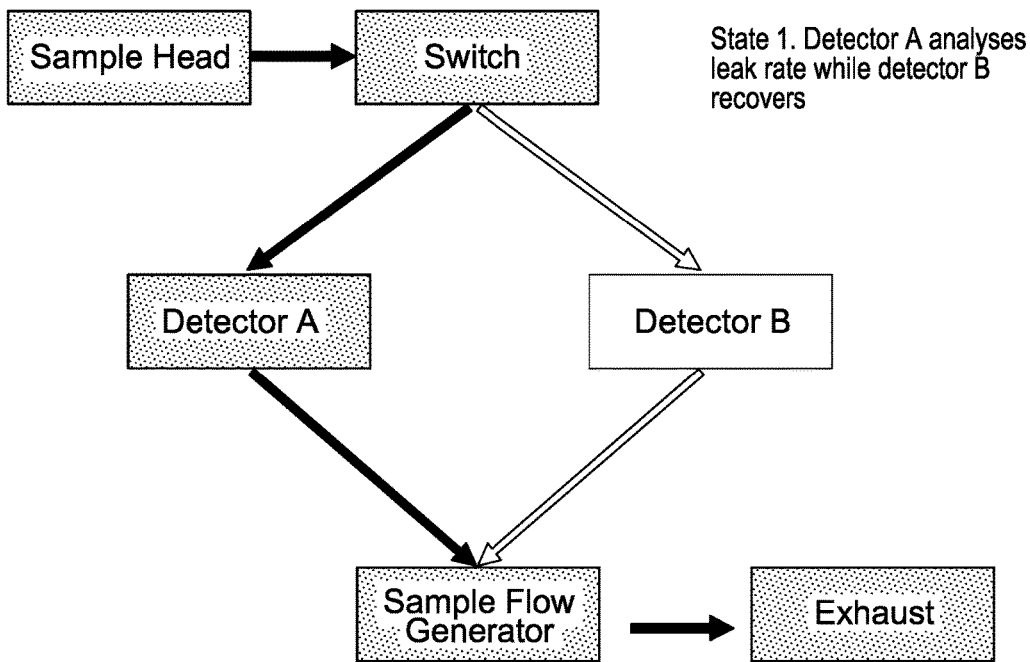 Sample Head
Switch
State 1. Detector A analyses
leak rate while detector B
recovers
Detector A
Detector B
Sample Flow
Generator
Exhaust